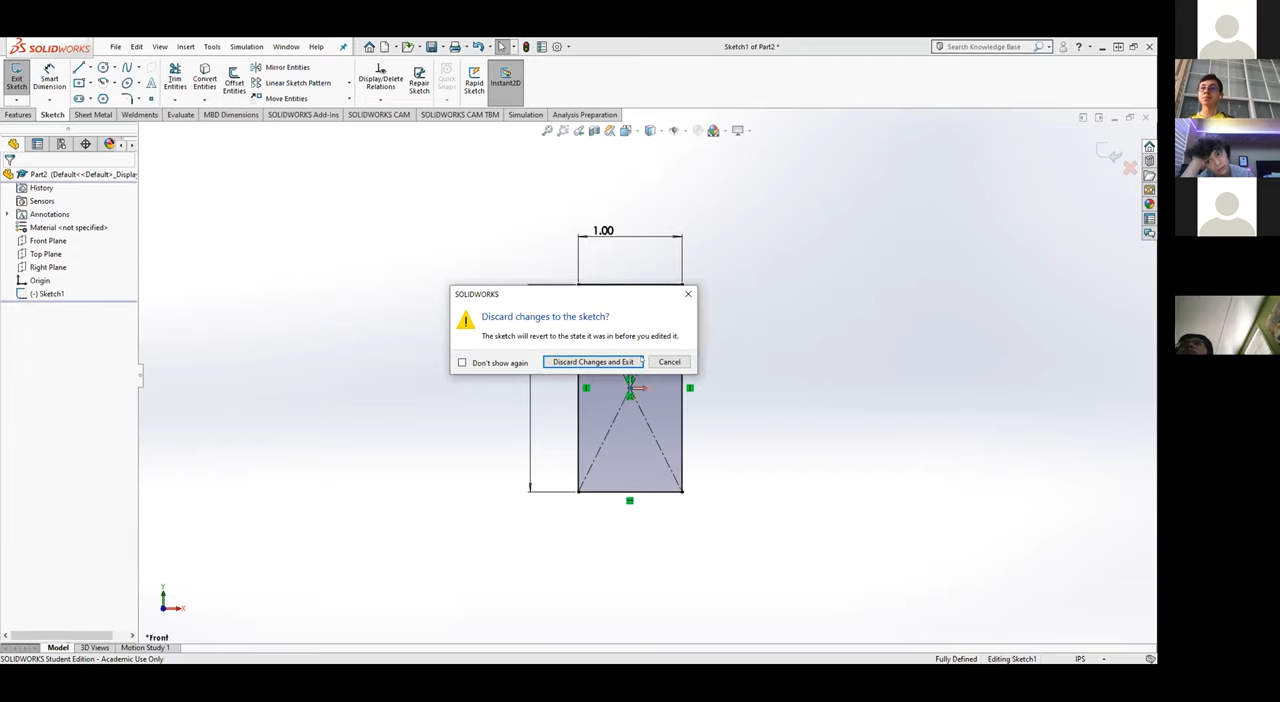 SOLIDWORKS File Edit View Insert Tools Simulation Window Help Sketch1 of Part2 * Search Knowledge Base
Exit Sketch Smart Dimension Trim Entities Convert Entities Offset Entities Mirror Entities Linear Sketch Pattern Move Entities Display/Delete Relations Repair Sketch Quick Snaps Rapid Sketch Instant2D
Features Sketch Sheet Metal Weldments Evaluate MBD Dimensions SOLIDWORKS Add-Ins SOLIDWORKS CAM SOLIDWORKS CAM TBM Simulation Analysis Preparation
Part2 (Default<<Default>_Display
History
Sensors
Annotations
Material <not specified>
Front Plane
Top Plane
Right Plane
Origin
(-) Sketch1
1.00
SOLIDWORKS
Discard changes to the sketch?
The sketch will revert to the state it was in before you edited it.
Don't show again Discard Changes and Exit Cancel
Y
X
*Front
Model 3D Views Motion Study 1
SOLIDWORKS Student Edition - Academic Use Only Fully Defined Editing Sketch1 IPS